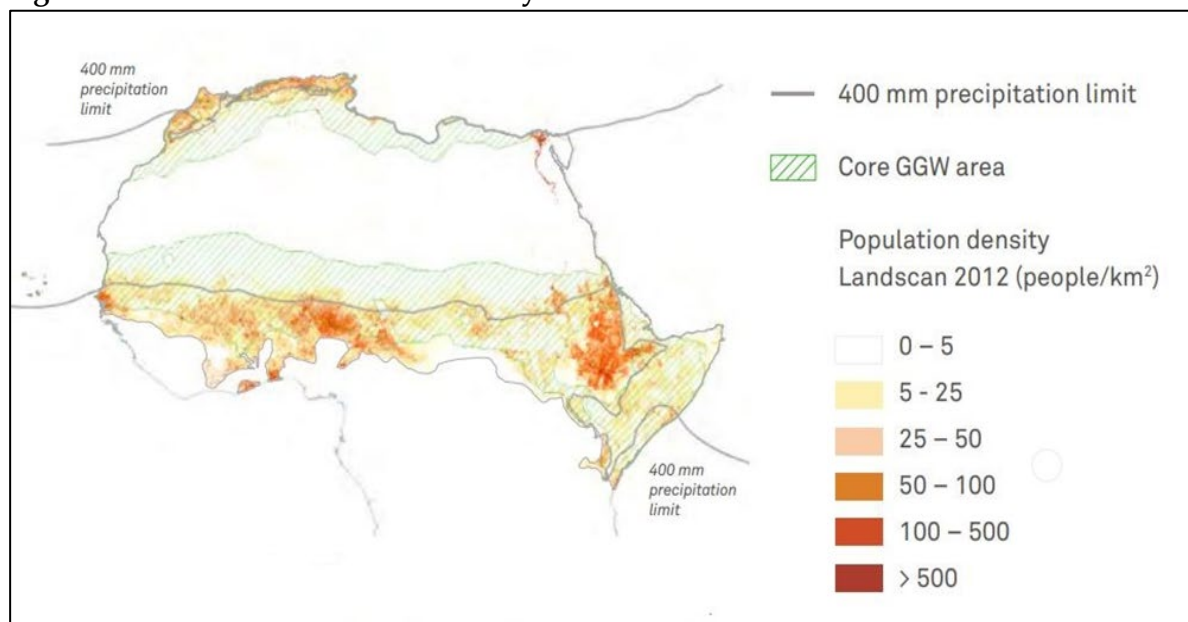 400 mm
precipitation
limit
400 mm precipitation limit
Core GGW area
Population density
Landscan 2012 (people/km²)
0 – 5
5 - 25
25 – 50
50 – 100
100 – 500
> 500
400 mm
precipitation
limit